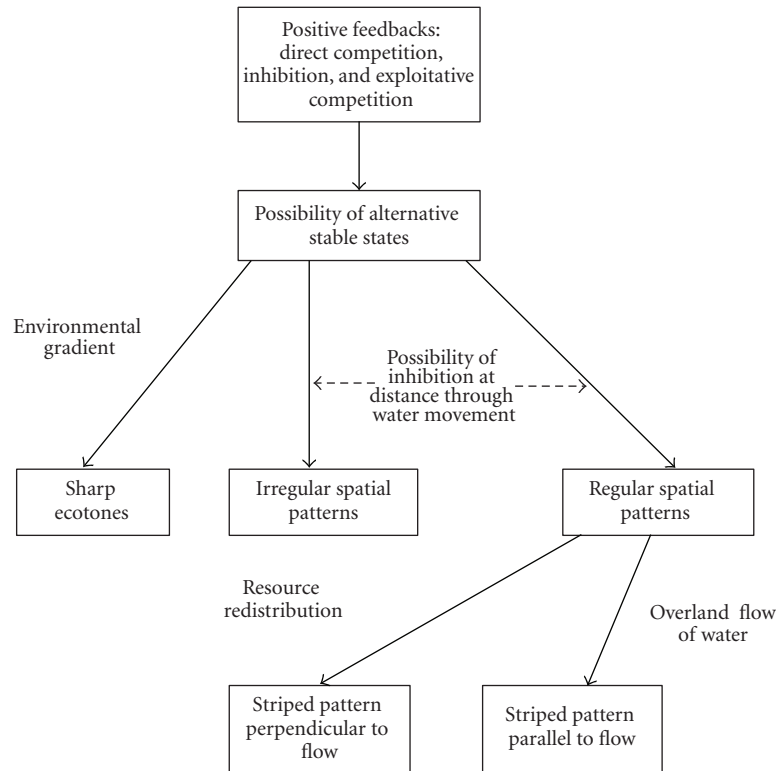 Positive feedbacks:
direct competition,
inhibition, and exploitative
competition
Possibility of alternative
stable states
Environmental
gradient
Possibility of
inhibition at
distance through
water movement
Sharp
ecotones
Irregular spatial
patterns
Regular spatial
patterns
Resource
redistribution
Overland flow
of water
Striped pattern
perpendicular to
flow
Striped pattern
parallel to flow